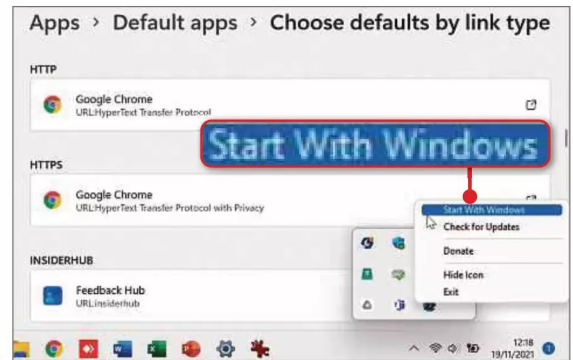 Apps > Default apps > Choose defaults by link type
HTTP
Google Chrome
URL:HyperText Transfer Protocol
Start With Windows
HTTPS
Google Chrome
URL:HyperText Transfer Protocol with Privacy
Start With Windows
Check for Updates
Donate
Hide Icon
Exit
INSIDERHUB
Feedback Hub
URL:insiderhub
12:18
19/11/2021